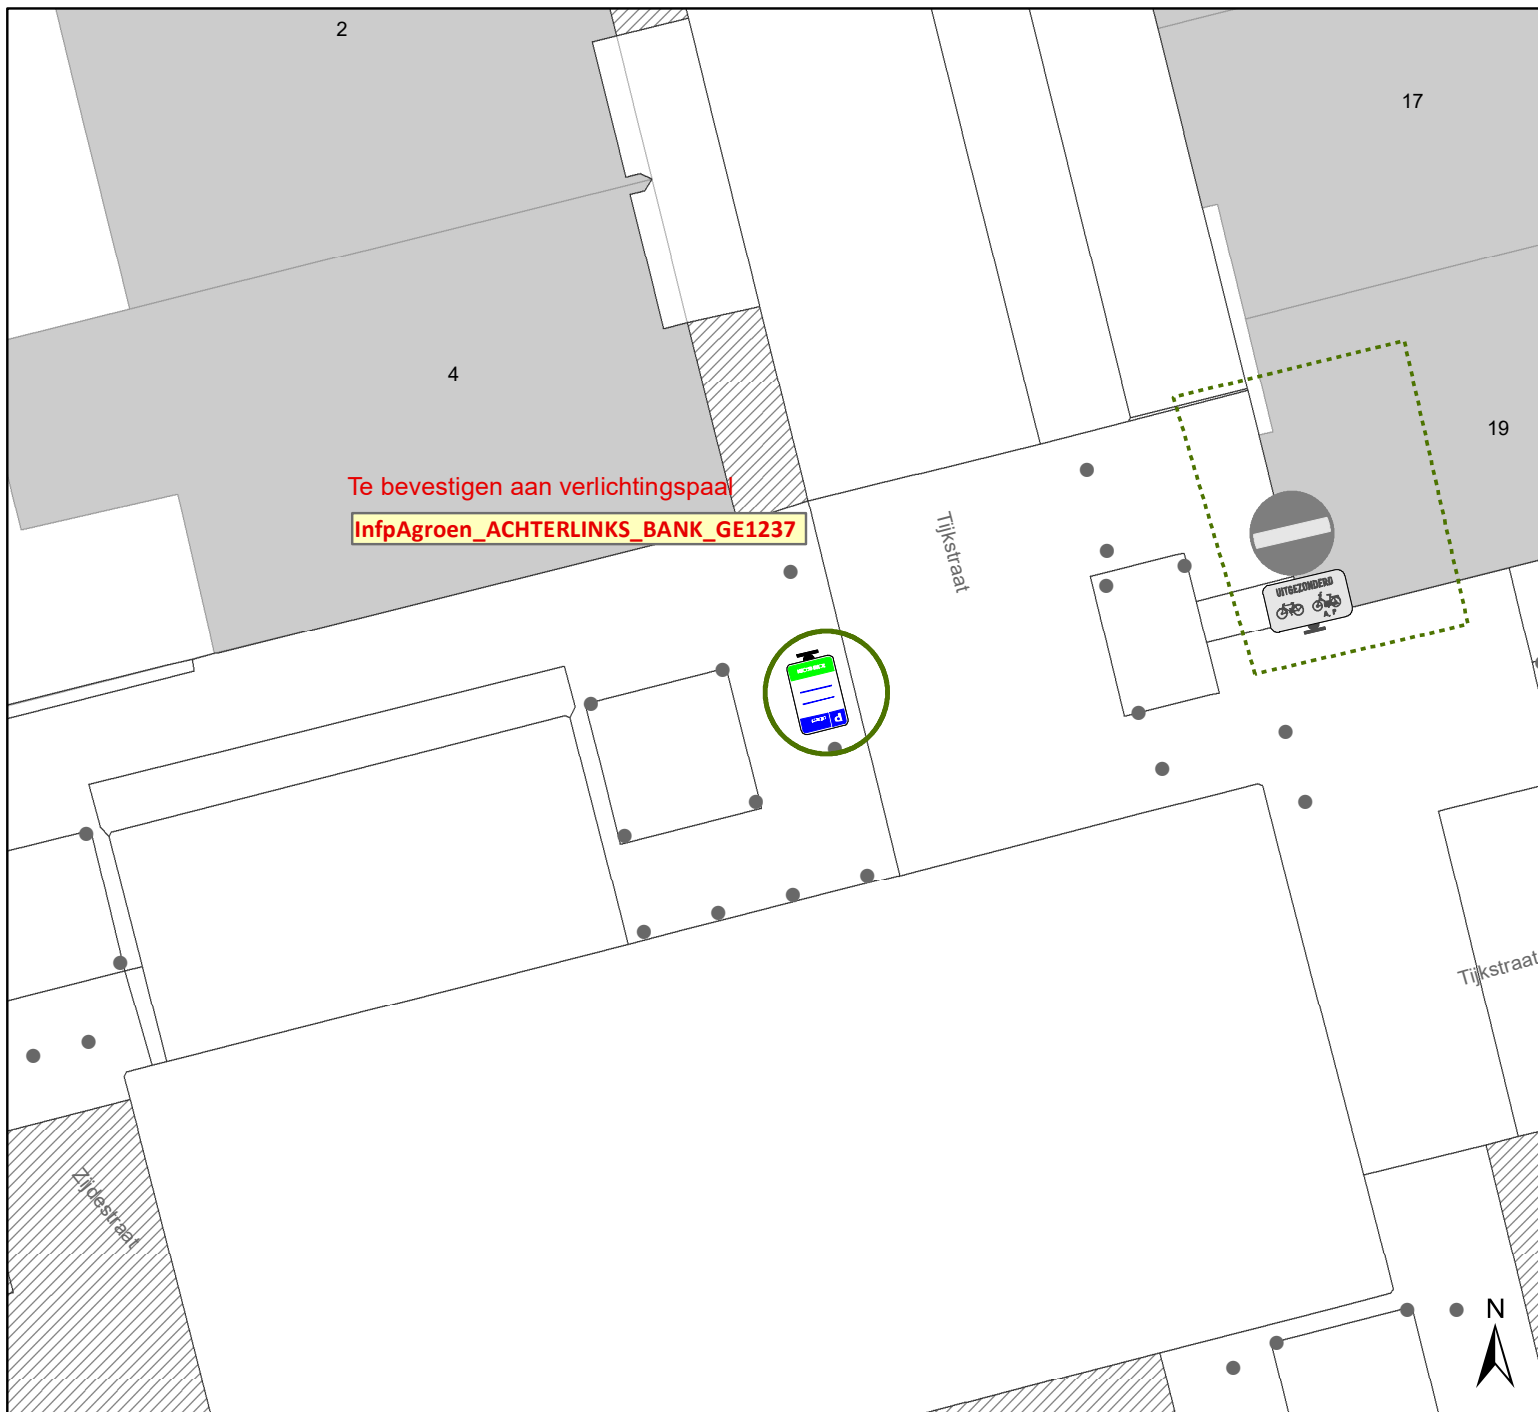 2
17
4
19
Te bevestigen aan verlichtingspaal
InfpAgroen_ACHTERLINKS_BANK_GE1237
Tijkstraat
UITGEZONDERD
A, P
P
Tijkstraat
Zijdestraat
N